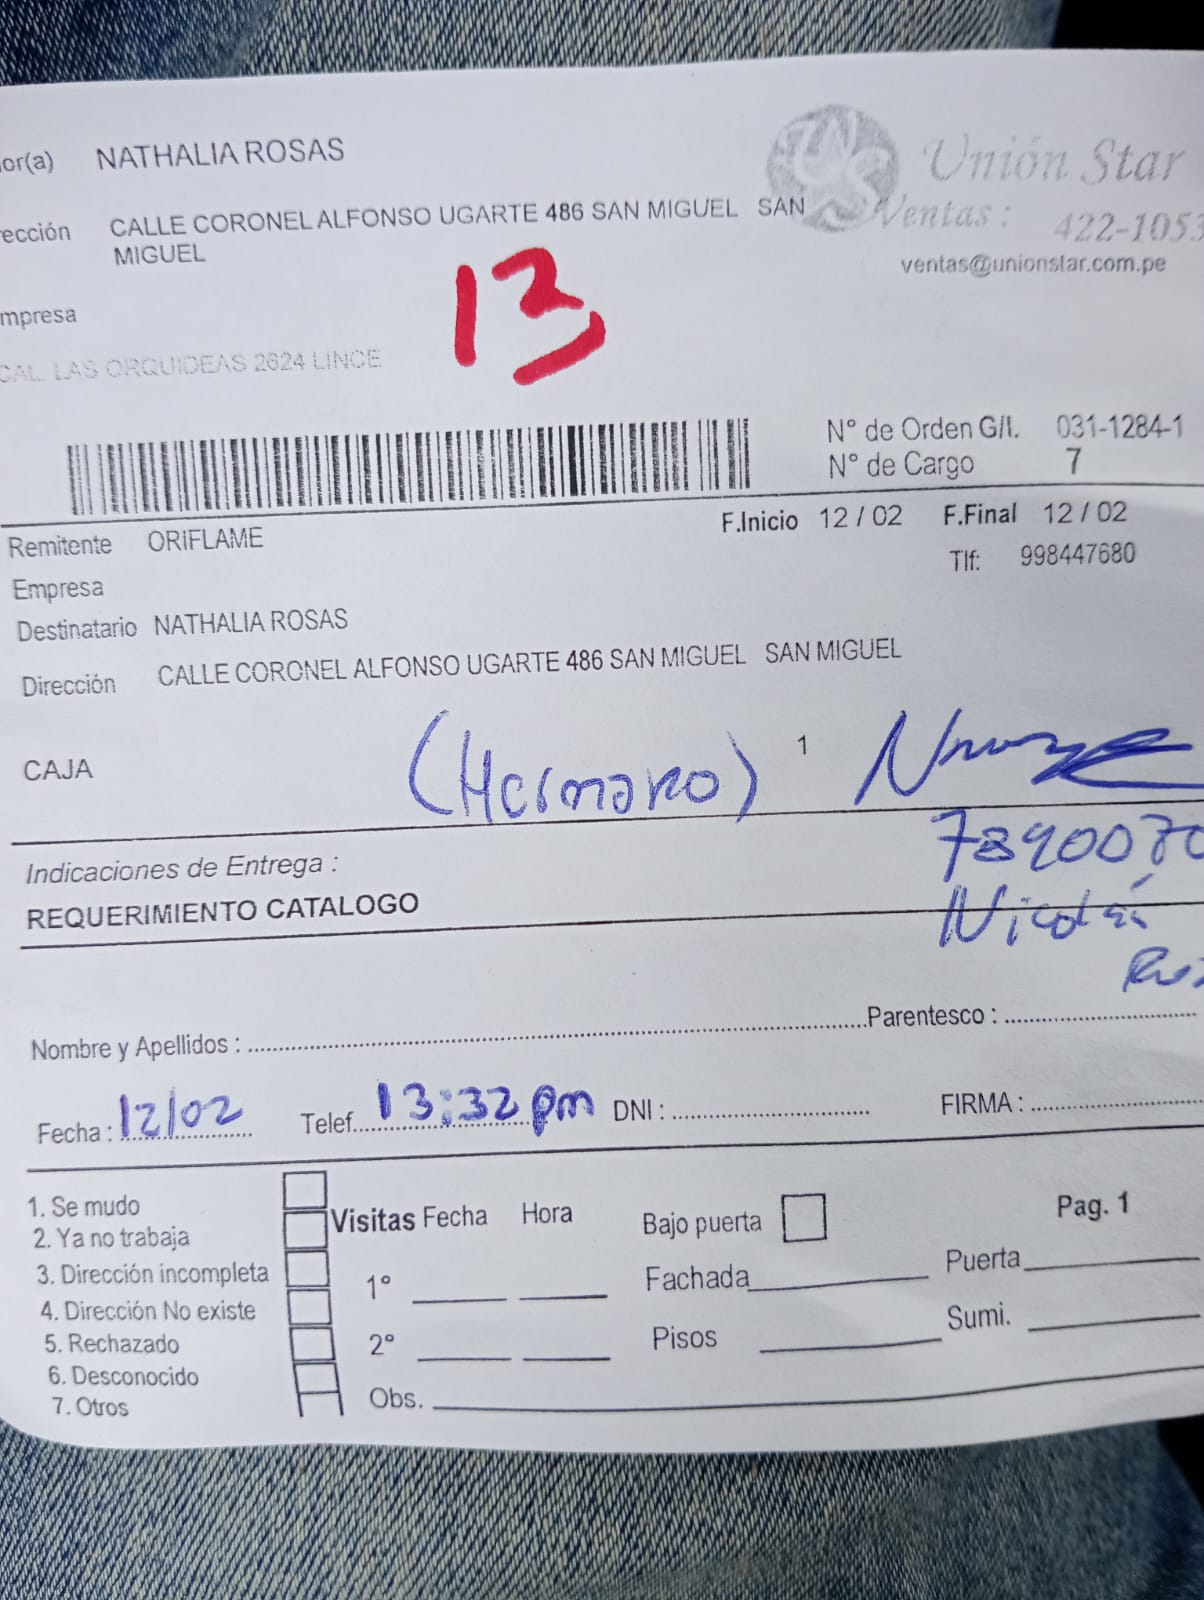 or(a) NATHALIA ROSAS
Unión Star
rección CALLE CORONEL ALFONSO UGARTE 486 SAN MIGUEL SAN
MIGUEL
Ventas : 422-1053
ventas@unionstar.com.pe
mpresa
13
CAL. LAS ORQUIDEAS 2624 LINCE
N° de Orden G/I. 031-1284-1
N° de Cargo 7
Remitente ORIFLAME
F.Inicio 12 / 02 F.Final 12 / 02
Empresa
Tlf: 998447680
Destinatario NATHALIA ROSAS
Dirección CALLE CORONEL ALFONSO UGARTE 486 SAN MIGUEL SAN MIGUEL
CAJA (Hermano) 1
Indicaciones de Entrega :
REQUERIMIENTO CATALOGO
Nicolás
Nombre y Apellidos : Parentesco :
Fecha : 12/02 Telef. 13:32 pm DNI : FIRMA :
1. Se mudo
2. Ya no trabaja
3. Dirección incompleta
4. Dirección No existe
5. Rechazado
6. Desconocido
7. Otros
Visitas Fecha Hora
1°
2°
Obs.
Bajo puerta
Fachada
Pisos
Pag. 1
Puerta
Sumi.